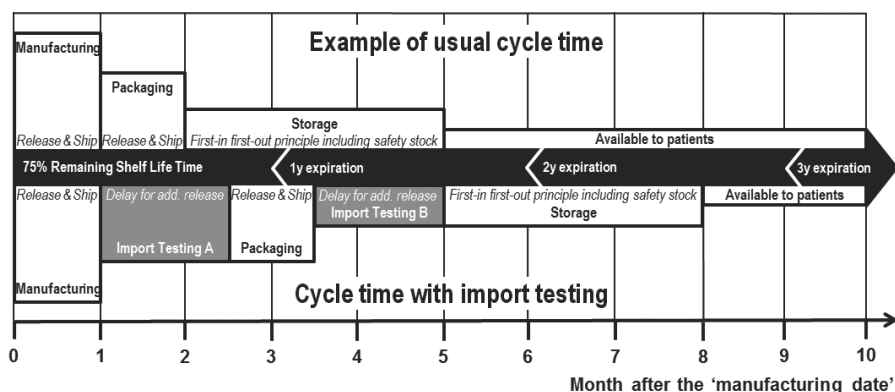 Example of usual cycle time
Manufacturing
Packaging
Storage
Release & Ship
Release & Ship
First-in first-out principle including safety stock
Available to patients
75% Remaining Shelf Life Time
1y expiration
2y expiration
3y expiration
Release & Ship
Delay for add. release
Release & Ship
Delay for add. release
First-in first-out principle including safety stock
Available to patients
Import Testing B
Storage
Import Testing A
Packaging
Manufacturing
Cycle time with import testing
0 1 2 3 4 5 6 7 8 9 10
Month after the ‘manufacturing date’